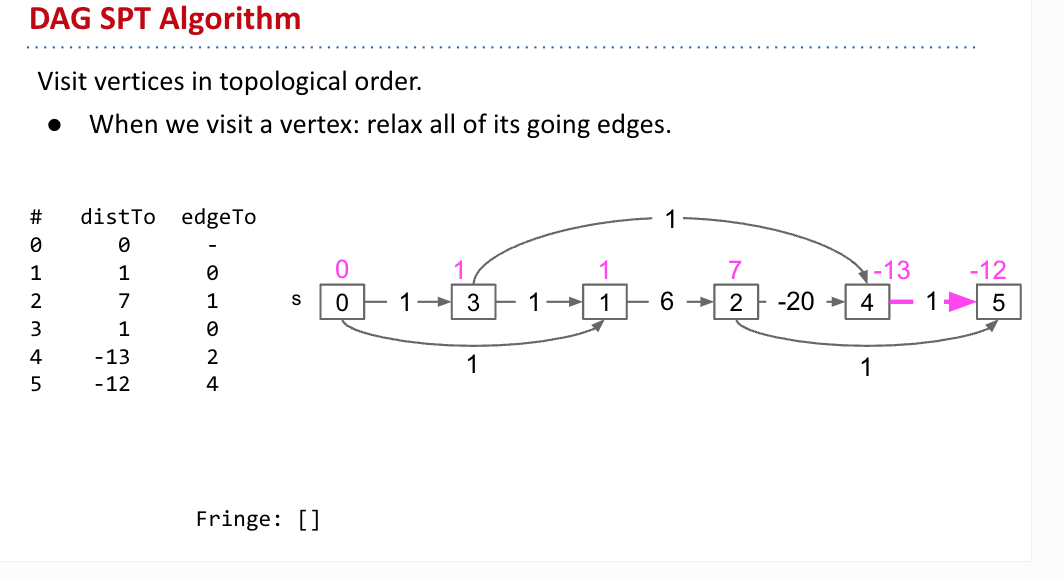 DAG SPT Algorithm
Visit vertices in topological order.
● When we visit a vertex: relax all of its going edges.
# distTo edgeTo
0 0 -
1 1 0
2 7 1
3 1 0
4 -13 2
5 -12 4
1
0 1 1 7 -13 -12
s 0 1 3 1 1 6 2 -20 4 1 5
1 1
Fringe: []